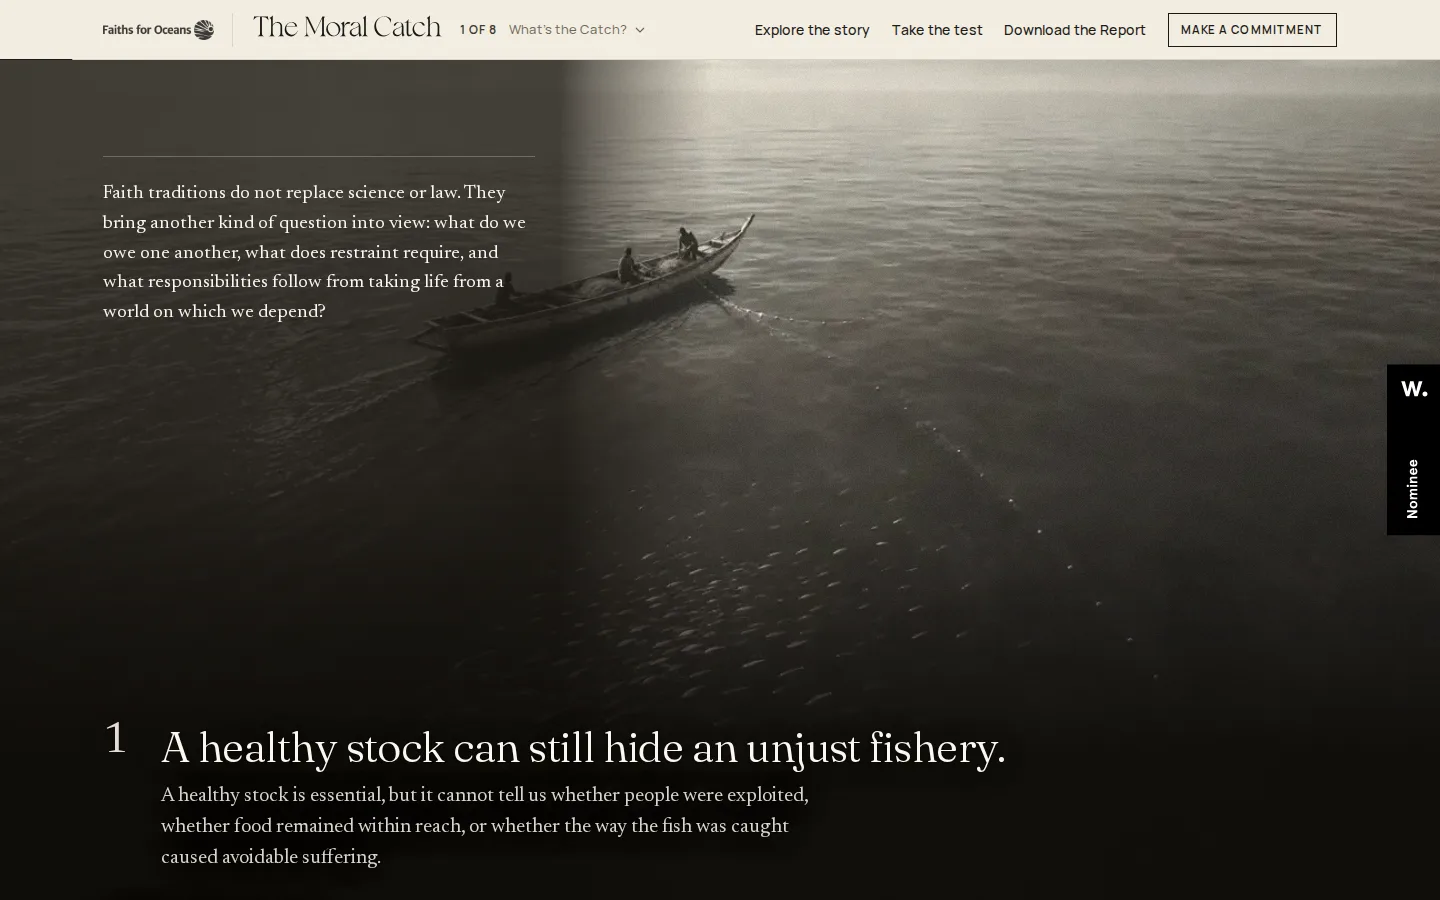 Faiths for Oceans
The Moral Catch
1 OF 8 What's the Catch?
Explore the story
Take the test
Download the Report
MAKE A COMMITMENT
Faith traditions do not replace science or law. They
bring another kind of question into view: what do we
owe one another, what does restraint require, and
what responsibilities follow from taking life from a
world on which we depend?
W.
Nominee
1
A healthy stock can still hide an unjust fishery.
A healthy stock is essential, but it cannot tell us whether people were exploited,
whether food remained within reach, or whether the way the fish was caught
caused avoidable suffering.